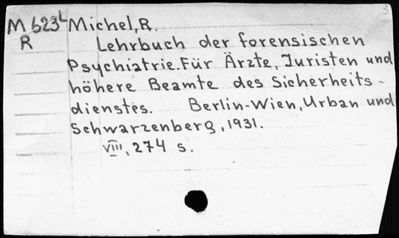 M 623L Michel, R.
R Lehrbuch der forensischen
Psychiatrie. Für Ärzte, Juristen und
höhere Beamte des Sicherheits-
dienstes. Berlin-Wien, Urban und
Schwarzenberg, 1931.
VIII, 274 s.